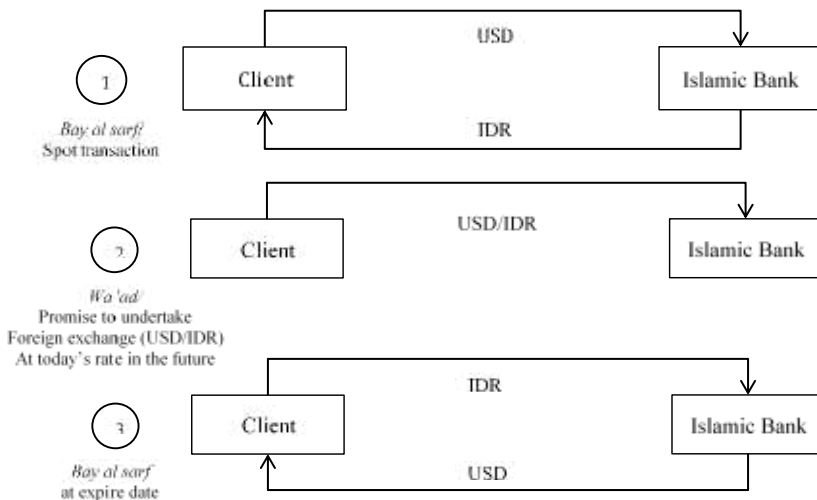 USD
1
Client
Islamic Bank
IDR
Bay al sarf/
Spot transaction
USD/IDR
2
Client
Islamic Bank
Wa'ad/
Promise to undertake
Foreign exchange (USD/IDR)
At today's rate in the future
IDR
3
Client
Islamic Bank
USD
Bay al sarf
at expire date